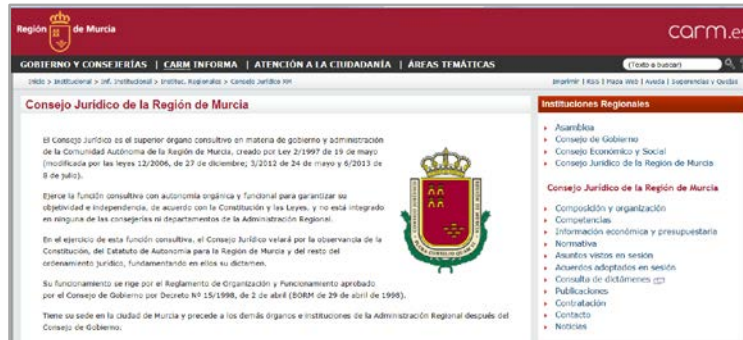 Región de Murcia
carm.es
GOBIERNO Y CONSEJERÍAS | CARM INFORMA | ATENCIÓN A LA CIUDADANÍA | ÁREAS TEMÁTICAS
(Texto a buscar)
Inicio > Institucional > Inf. Institucional > Instituc. Regionales > Consejo Jurídico RM
Imprimir | RSS | Mapa Web | Ayuda | Sugerencias y Quejas
Consejo Jurídico de la Región de Murcia
El Consejo Jurídico es el superior órgano consultivo en materia de gobierno y administración
de la Comunidad Autónoma de la Región de Murcia, creado por Ley 2/1997 de 19 de mayo
(modificada por las leyes 12/2006, de 27 de diciembre; 3/2012 de 24 de mayo y 6/2013 de
8 de julio).
Ejerce la función consultiva con autonomía orgánica y funcional para garantizar su
objetividad e independencia, de acuerdo con la Constitución y las Leyes, y no está integrado
en ninguna de las consejerías ni departamentos de la Administración Regional.
En el ejercicio de esta función consultiva, el Consejo Jurídico velará por la observancia de la
Constitución, del Estatuto de Autonomía para la Región de Murcia y del resto del
ordenamiento jurídico, fundamentando en ellos su dictamen.
Su funcionamiento se rige por el Reglamento de Organización y Funcionamiento aprobado
por el Consejo de Gobierno por Decreto Nº 15/1998, de 2 de abril (BORM de 29 de abril de 1998).
Tiene su sede en la ciudad de Murcia y precede a los demás órganos e instituciones de la Administración Regional después del
Consejo de Gobierno.
Instituciones Regionales
Asamblea
Consejo de Gobierno
Consejo Económico y Social
Consejo Jurídico de la Región de Murcia
Consejo Jurídico de la Región de Murcia
Composición y organización
Competencias
Información económica y presupuestaria
Normativa
Asuntos vistos en sesión
Acuerdos adoptados en sesión
Consulta de dictámenes
Publicaciones
Contratación
Contacto
Noticias